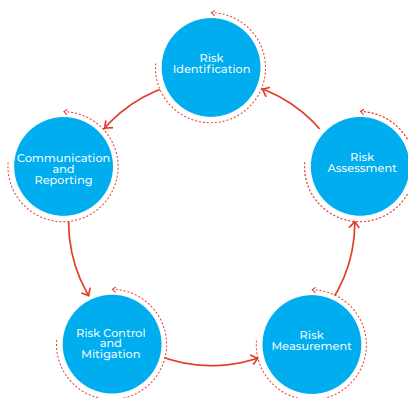 Risk
Identification
Communication
and
Reporting
Risk
Assessment
Risk Control
and
Mitigation
Risk
Measurement